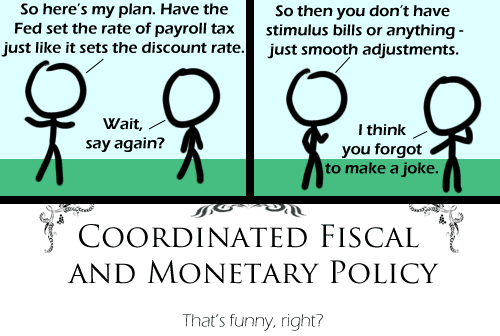 So here's my plan. Have the
Fed set the rate of payroll tax
just like it sets the discount rate.
Wait,
say again?
So then you don't have
stimulus bills or anything -
just smooth adjustments.
I think
you forgot
to make a joke.
Coordinated Fiscal
and Monetary Policy
That's funny, right?